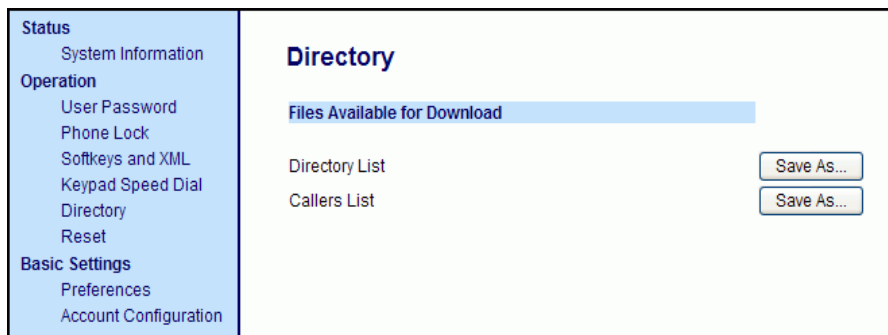 Status
System Information
Operation
User Password
Phone Lock
Softkeys and XML
Keypad Speed Dial
Directory
Reset
Basic Settings
Preferences
Account Configuration
Directory
Files Available for Download
Directory List Save As...
Callers List Save As...